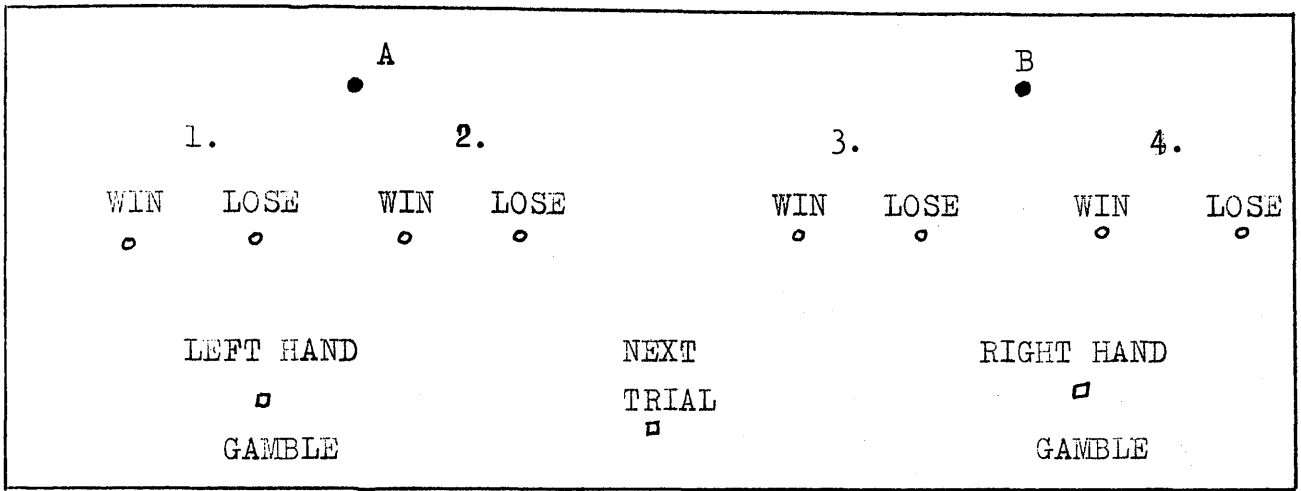 A B
1. 2. 3. 4.
WIN LOSE WIN LOSE WIN LOSE WIN LOSE
LEFT HAND NEXT RIGHT HAND
TRIAL
GAMBLE GAMBLE